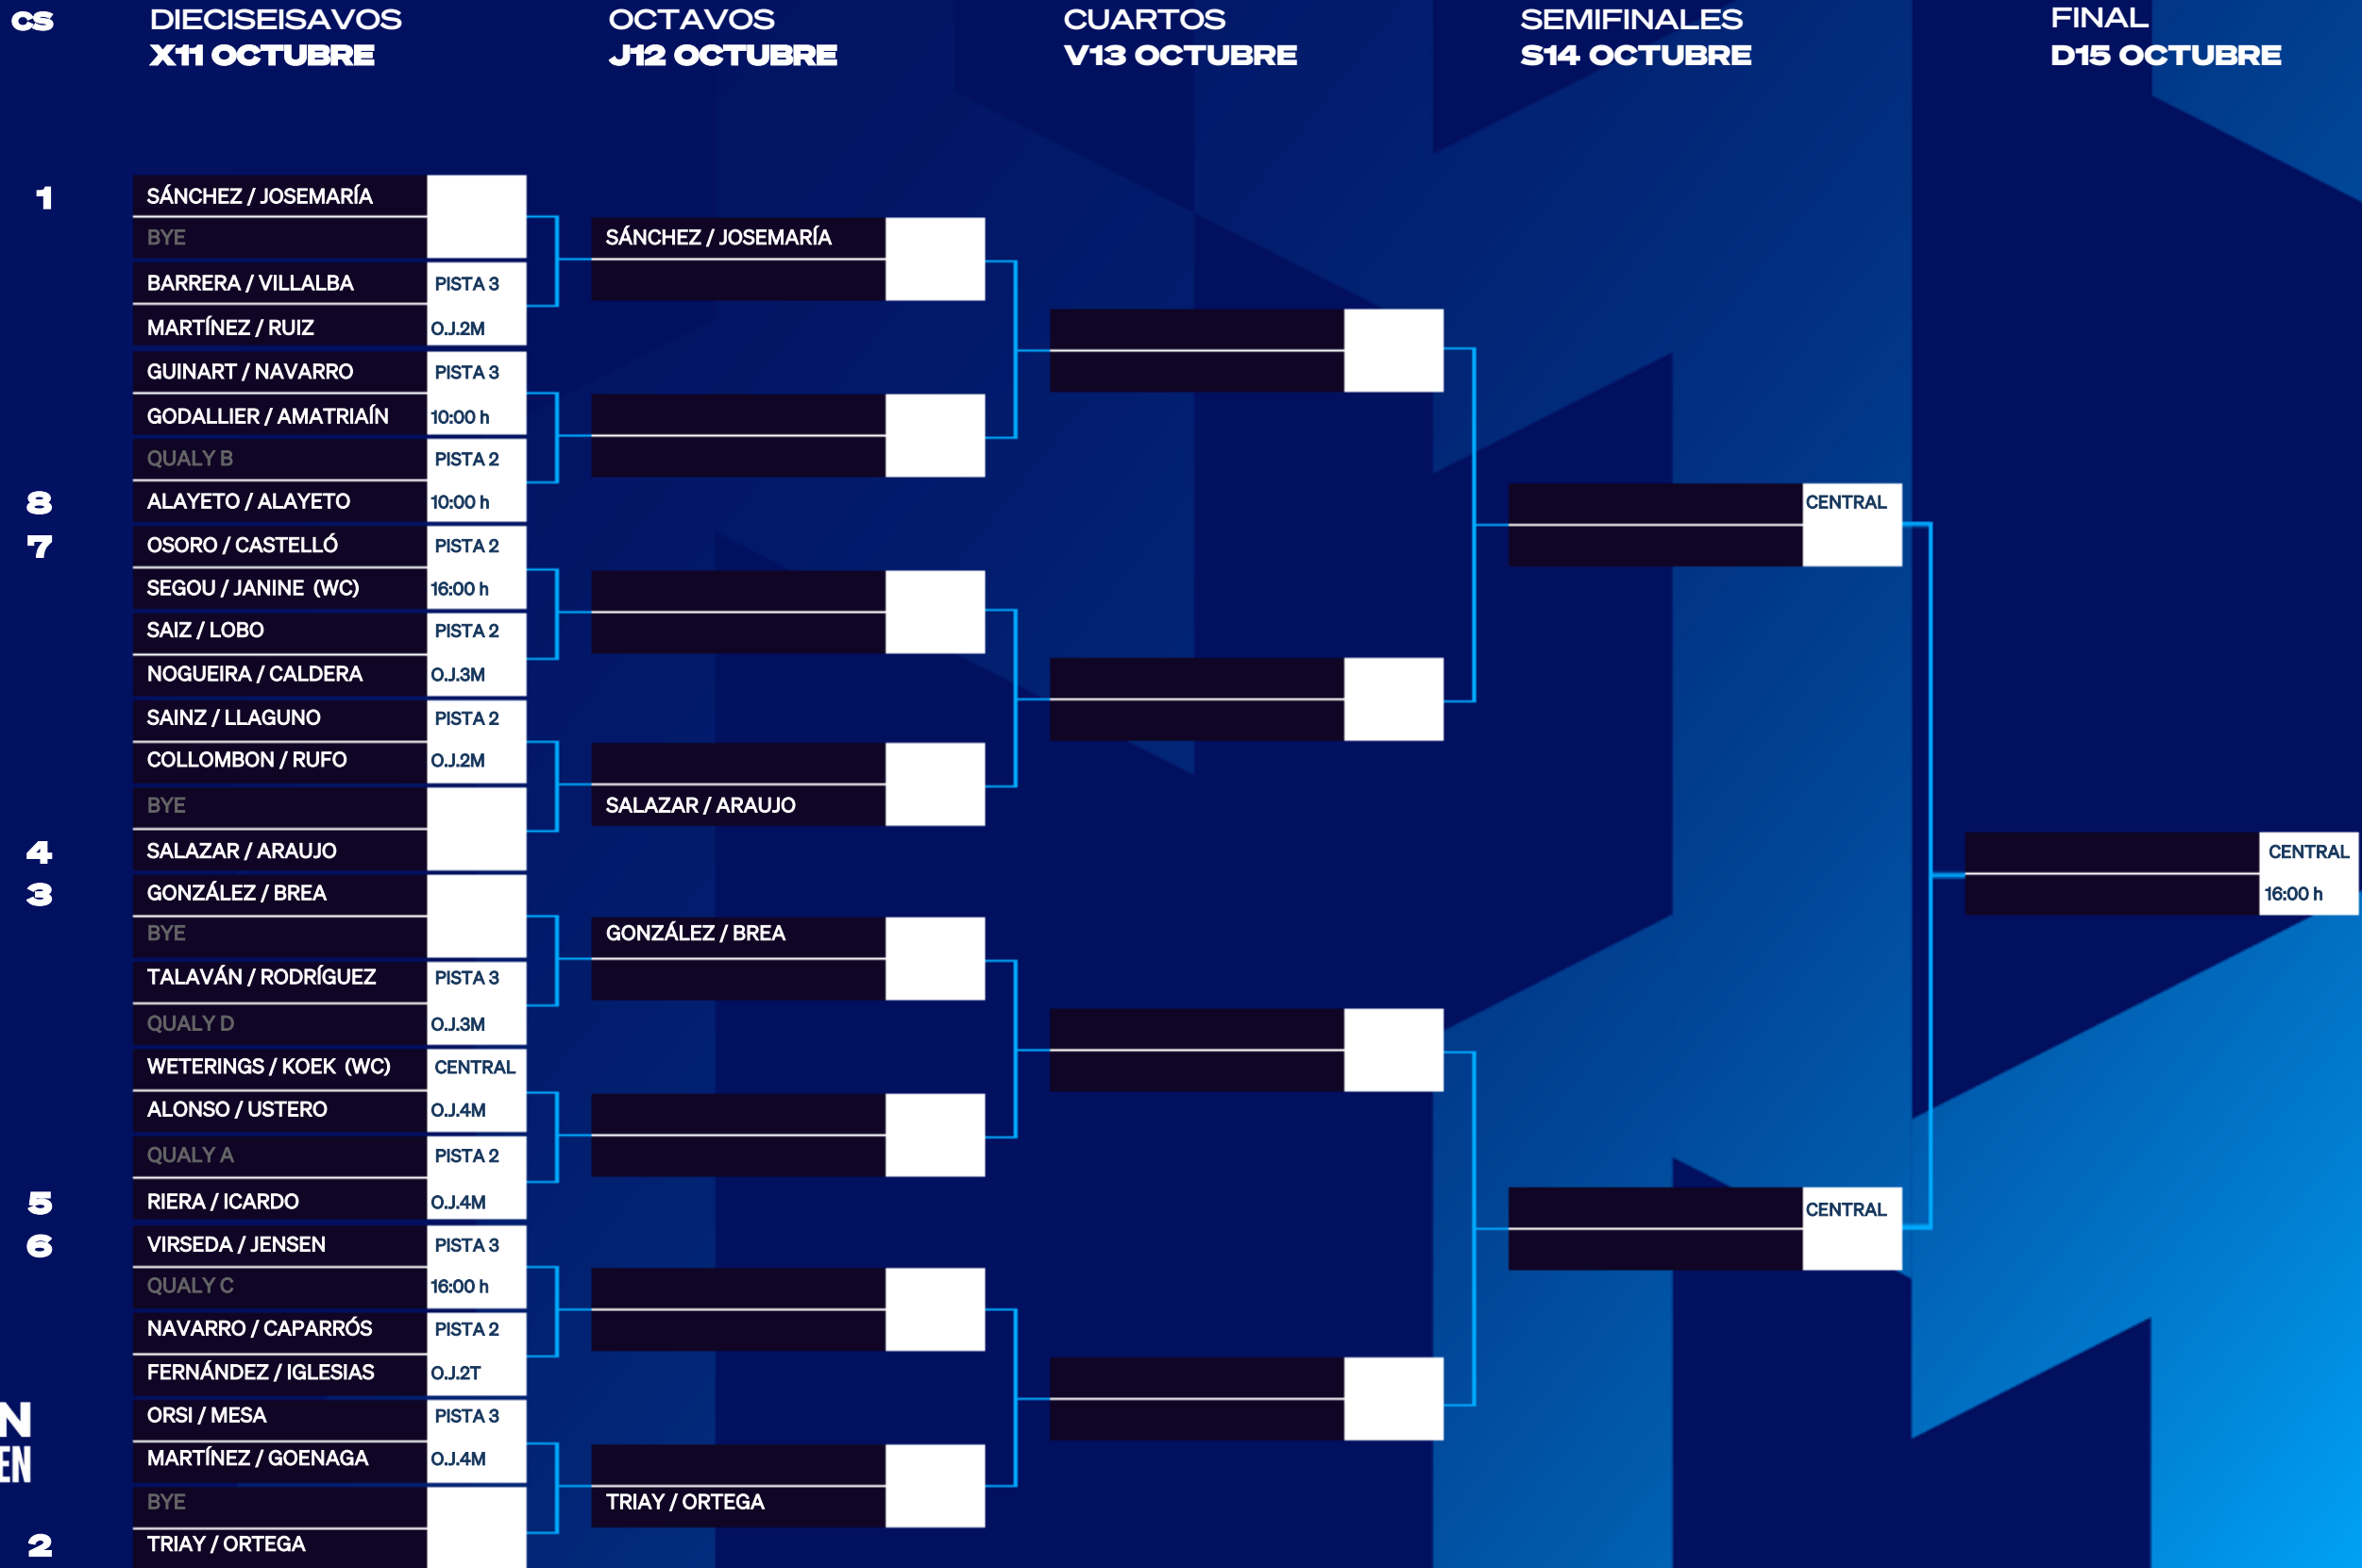 CS
DIECISEISAVOS
X11 OCTUBRE
OCTAVOS
J12 OCTUBRE
CUARTOS
V13 OCTUBRE
SEMIFINALES
S14 OCTUBRE
FINAL
D15 OCTUBRE
1
SÁNCHEZ / JOSEMARÍA
BYE
BARRERA / VILLALBA PISTA 3
MARTÍNEZ / RUIZ O.J.2M
GUINART / NAVARRO PISTA 3
GODALLIER / AMATRIAÍN 10:00 h
QUALY B PISTA 2
8 ALAYETO / ALAYETO 10:00 h
7 OSORO / CASTELLÓ PISTA 2
SEGOU / JANINE (WC) 16:00 h
SAIZ / LOBO PISTA 2
NOGUEIRA / CALDERA O.J.3M
SAINZ / LLAGUNO PISTA 2
COLLOMBON / RUFO O.J.2M
BYE
4 SALAZAR / ARAUJO
3 GONZÁLEZ / BREA
BYE
TALAVÁN / RODRÍGUEZ PISTA 3
QUALY D O.J.3M
WETERINGS / KOEK (WC) CENTRAL
ALONSO / USTERO O.J.4M
QUALY A PISTA 2
5 RIERA / ICARDO O.J.4M
6 VIRSEDA / JENSEN PISTA 3
QUALY C 16:00 h
NAVARRO / CAPARRÓS PISTA 2
FERNÁNDEZ / IGLESIAS O.J.2T
ORSI / MESA PISTA 3
MARTÍNEZ / GOENAGA O.J.4M
BYE
2 TRIAY / ORTEGA
N
EN
SÁNCHEZ / JOSEMARÍA
SALAZAR / ARAUJO
GONZÁLEZ / BREA
TRIAY / ORTEGA
CENTRAL
CENTRAL
CENTRAL
16:00 h